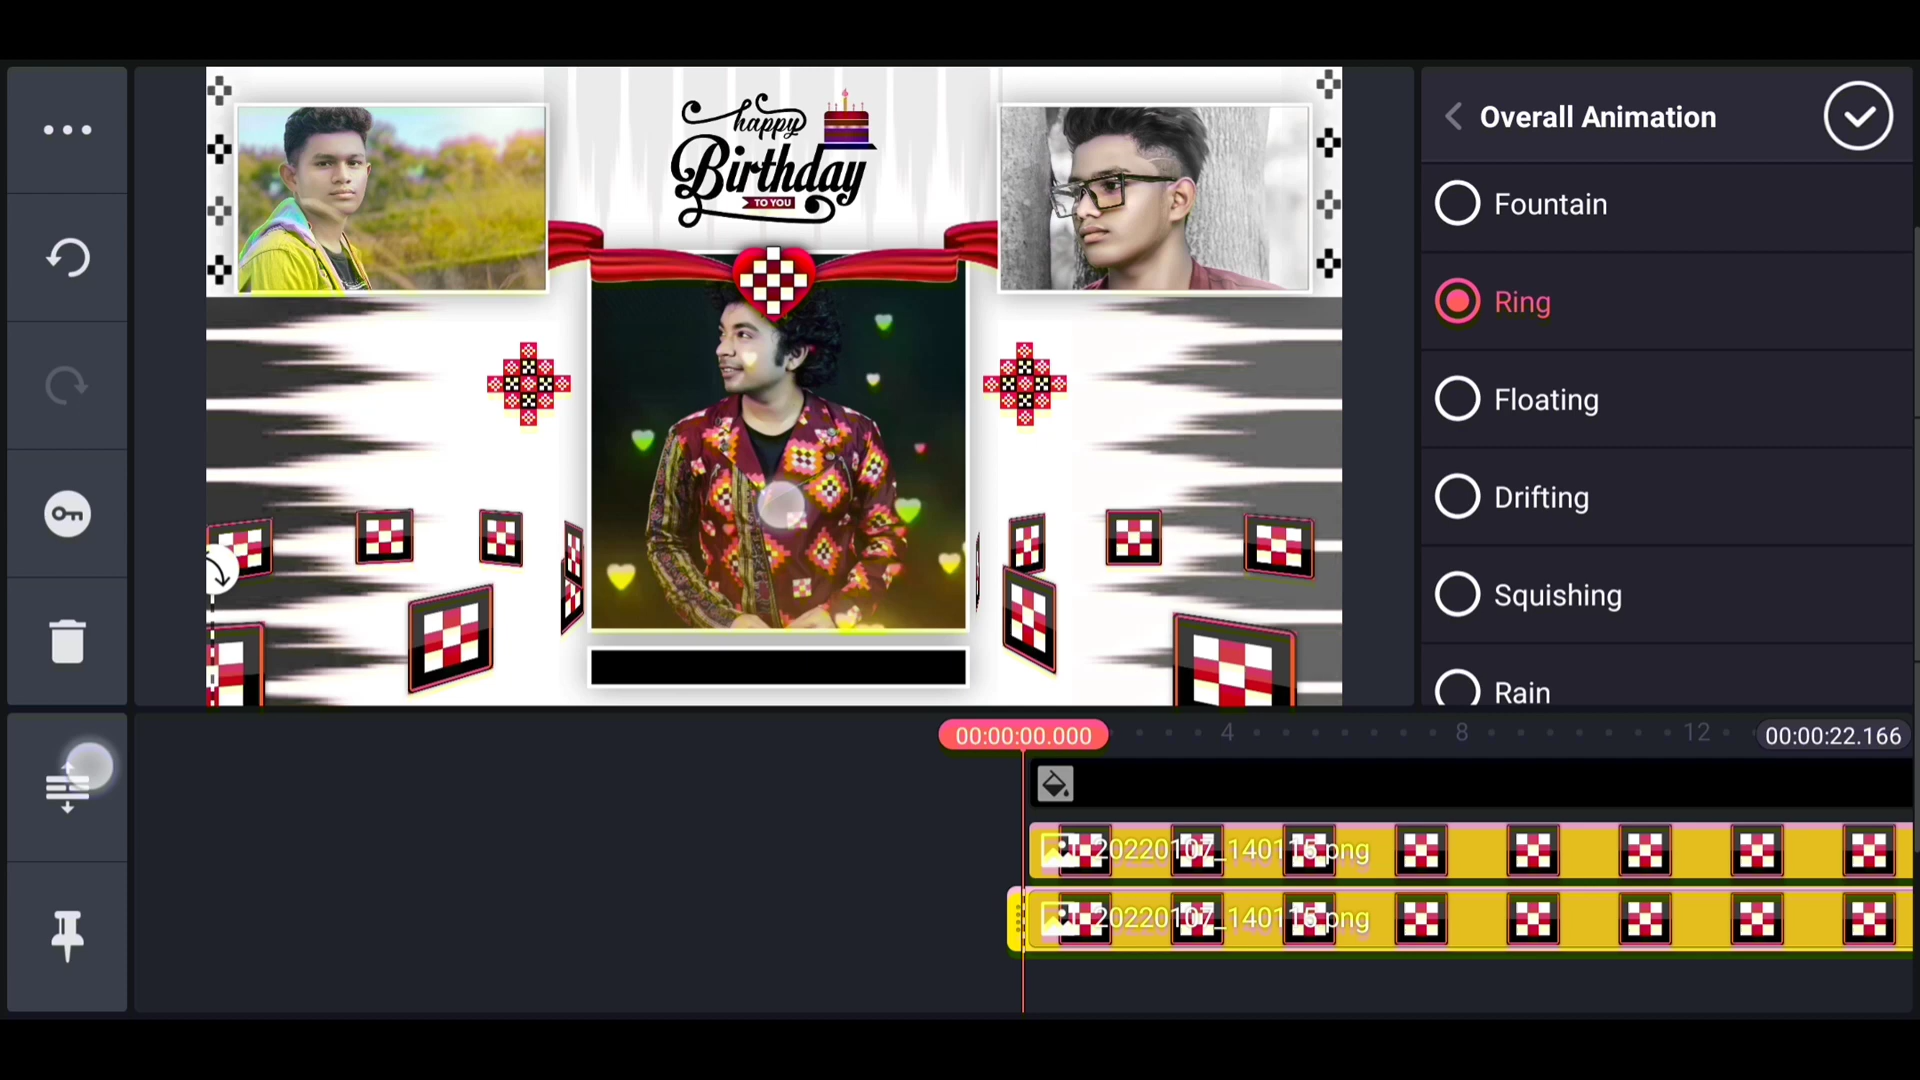 Overall Animation
happy
Birthday
TO YOU
Fountain
Ring
Floating
Drifting
Squishing
Rain
00:00:00.000
4
8
12
00:00:22.166
20220107_140115.png
20220107_140115.png